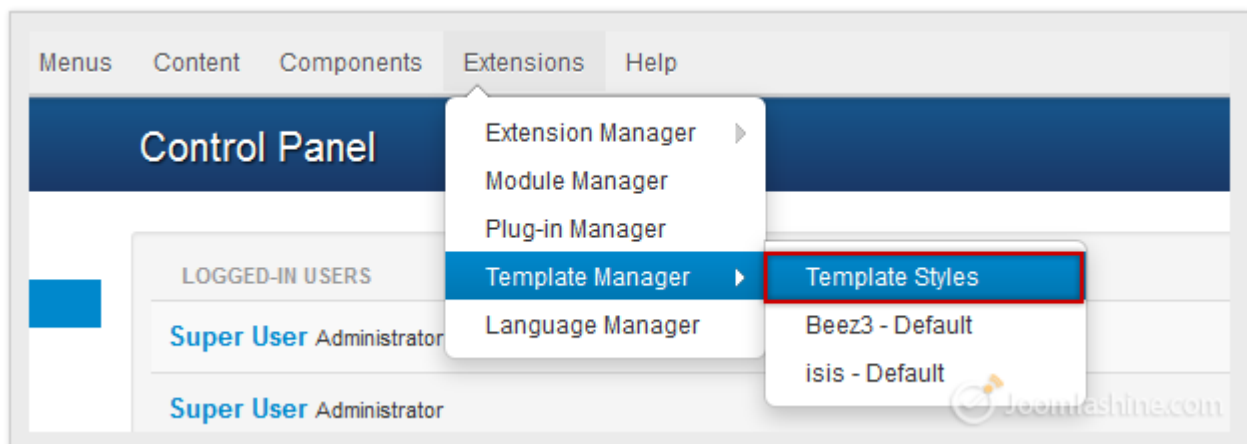 Menus Content Components Extensions Help
Control Panel
Extension Manager
Module Manager
Plug-in Manager
Template Manager
Language Manager
Template Styles
Beez3 - Default
isis - Default
LOGGED-IN USERS
Super User Administrator
Super User Administrator
Joomlashine.com